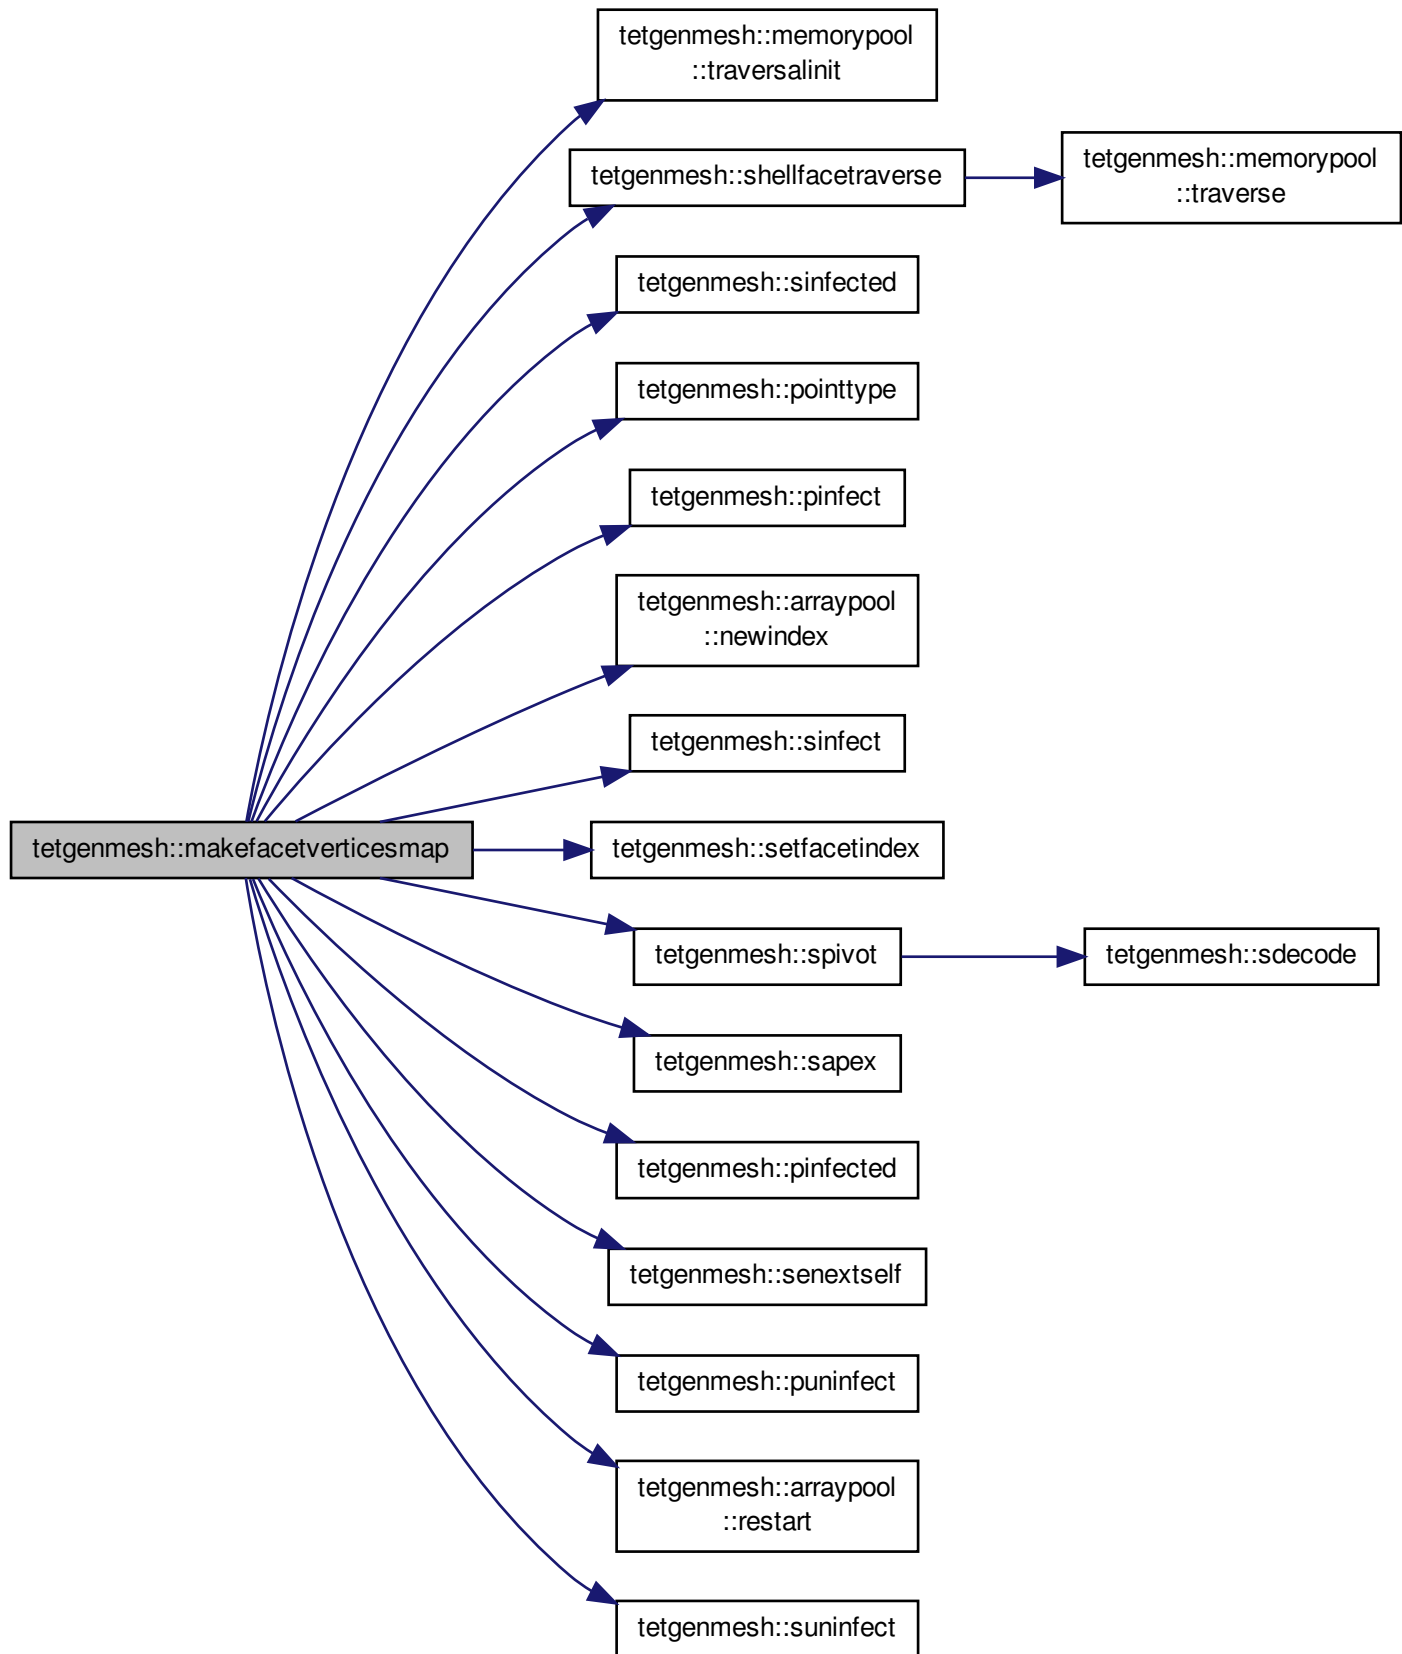 tetgenmesh::memorypool
::traversalinit
tetgenmesh::shellfacetraverse
tetgenmesh::memorypool
::traverse
tetgenmesh::sinfected
tetgenmesh::pointtype
tetgenmesh::pinfect
tetgenmesh::arraypool
::newindex
tetgenmesh::sinfect
tetgenmesh::makefacetverticesmap
tetgenmesh::setfacetindex
tetgenmesh::spivot
tetgenmesh::sdecode
tetgenmesh::sapex
tetgenmesh::pinfected
tetgenmesh::senextself
tetgenmesh::puninfect
tetgenmesh::arraypool
::restart
tetgenmesh::suninfect